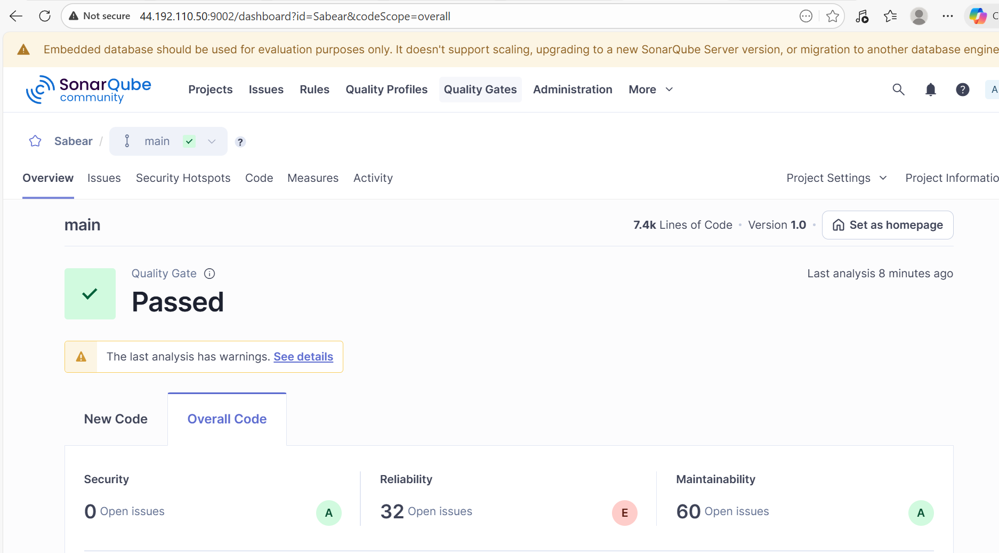 Not secure 44.192.110.50:9002/dashboard?id=Sabear&codeScope=overall
Embedded database should be used for evaluation purposes only. It doesn't support scaling, upgrading to a new SonarQube Server version, or migration to another database engine
SonarQube community Projects Issues Rules Quality Profiles Quality Gates Administration More ? A
Sabear / main ?
Overview Issues Security Hotspots Code Measures Activity Project Settings Project Informatio
main 7.4k Lines of Code • Version 1.0 • Set as homepage
Quality Gate Last analysis 8 minutes ago
Passed
The last analysis has warnings. See details
New Code Overall Code
Security Reliability Maintainability
0 Open issues A 32 Open issues E 60 Open issues A